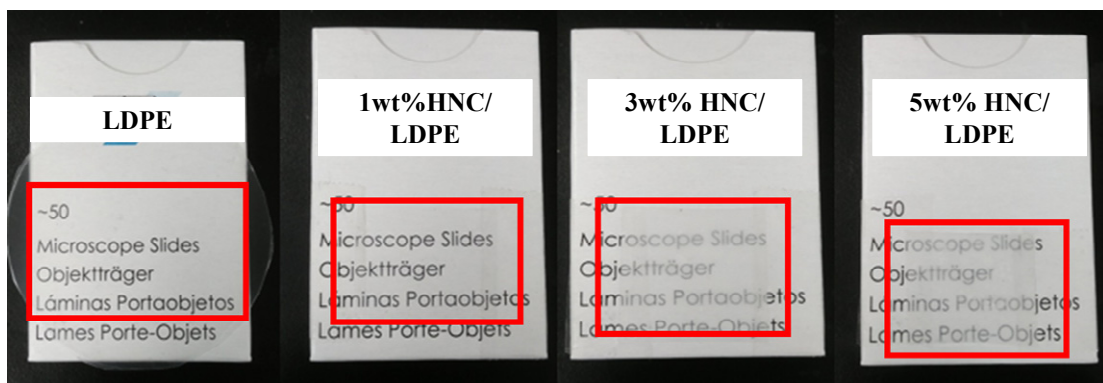 LDPE
~50
Microscope Slides
Objektträger
Láminas Portaobjetos
Lames Porte-Objets
1wt%HNC/
LDPE
~50
Microscope Slides
Objektträger
Láminas Portaobjetos
Lames Porte-Objets
3wt% HNC/
LDPE
~50
Microscope Slides
Objektträger
Laminas Portaobjetos
Lames Porte-Objets
5wt% HNC/
LDPE
~50
Microscope Slides
Objektträger
Laminas Portaobjetos
Lames Porte-Objets